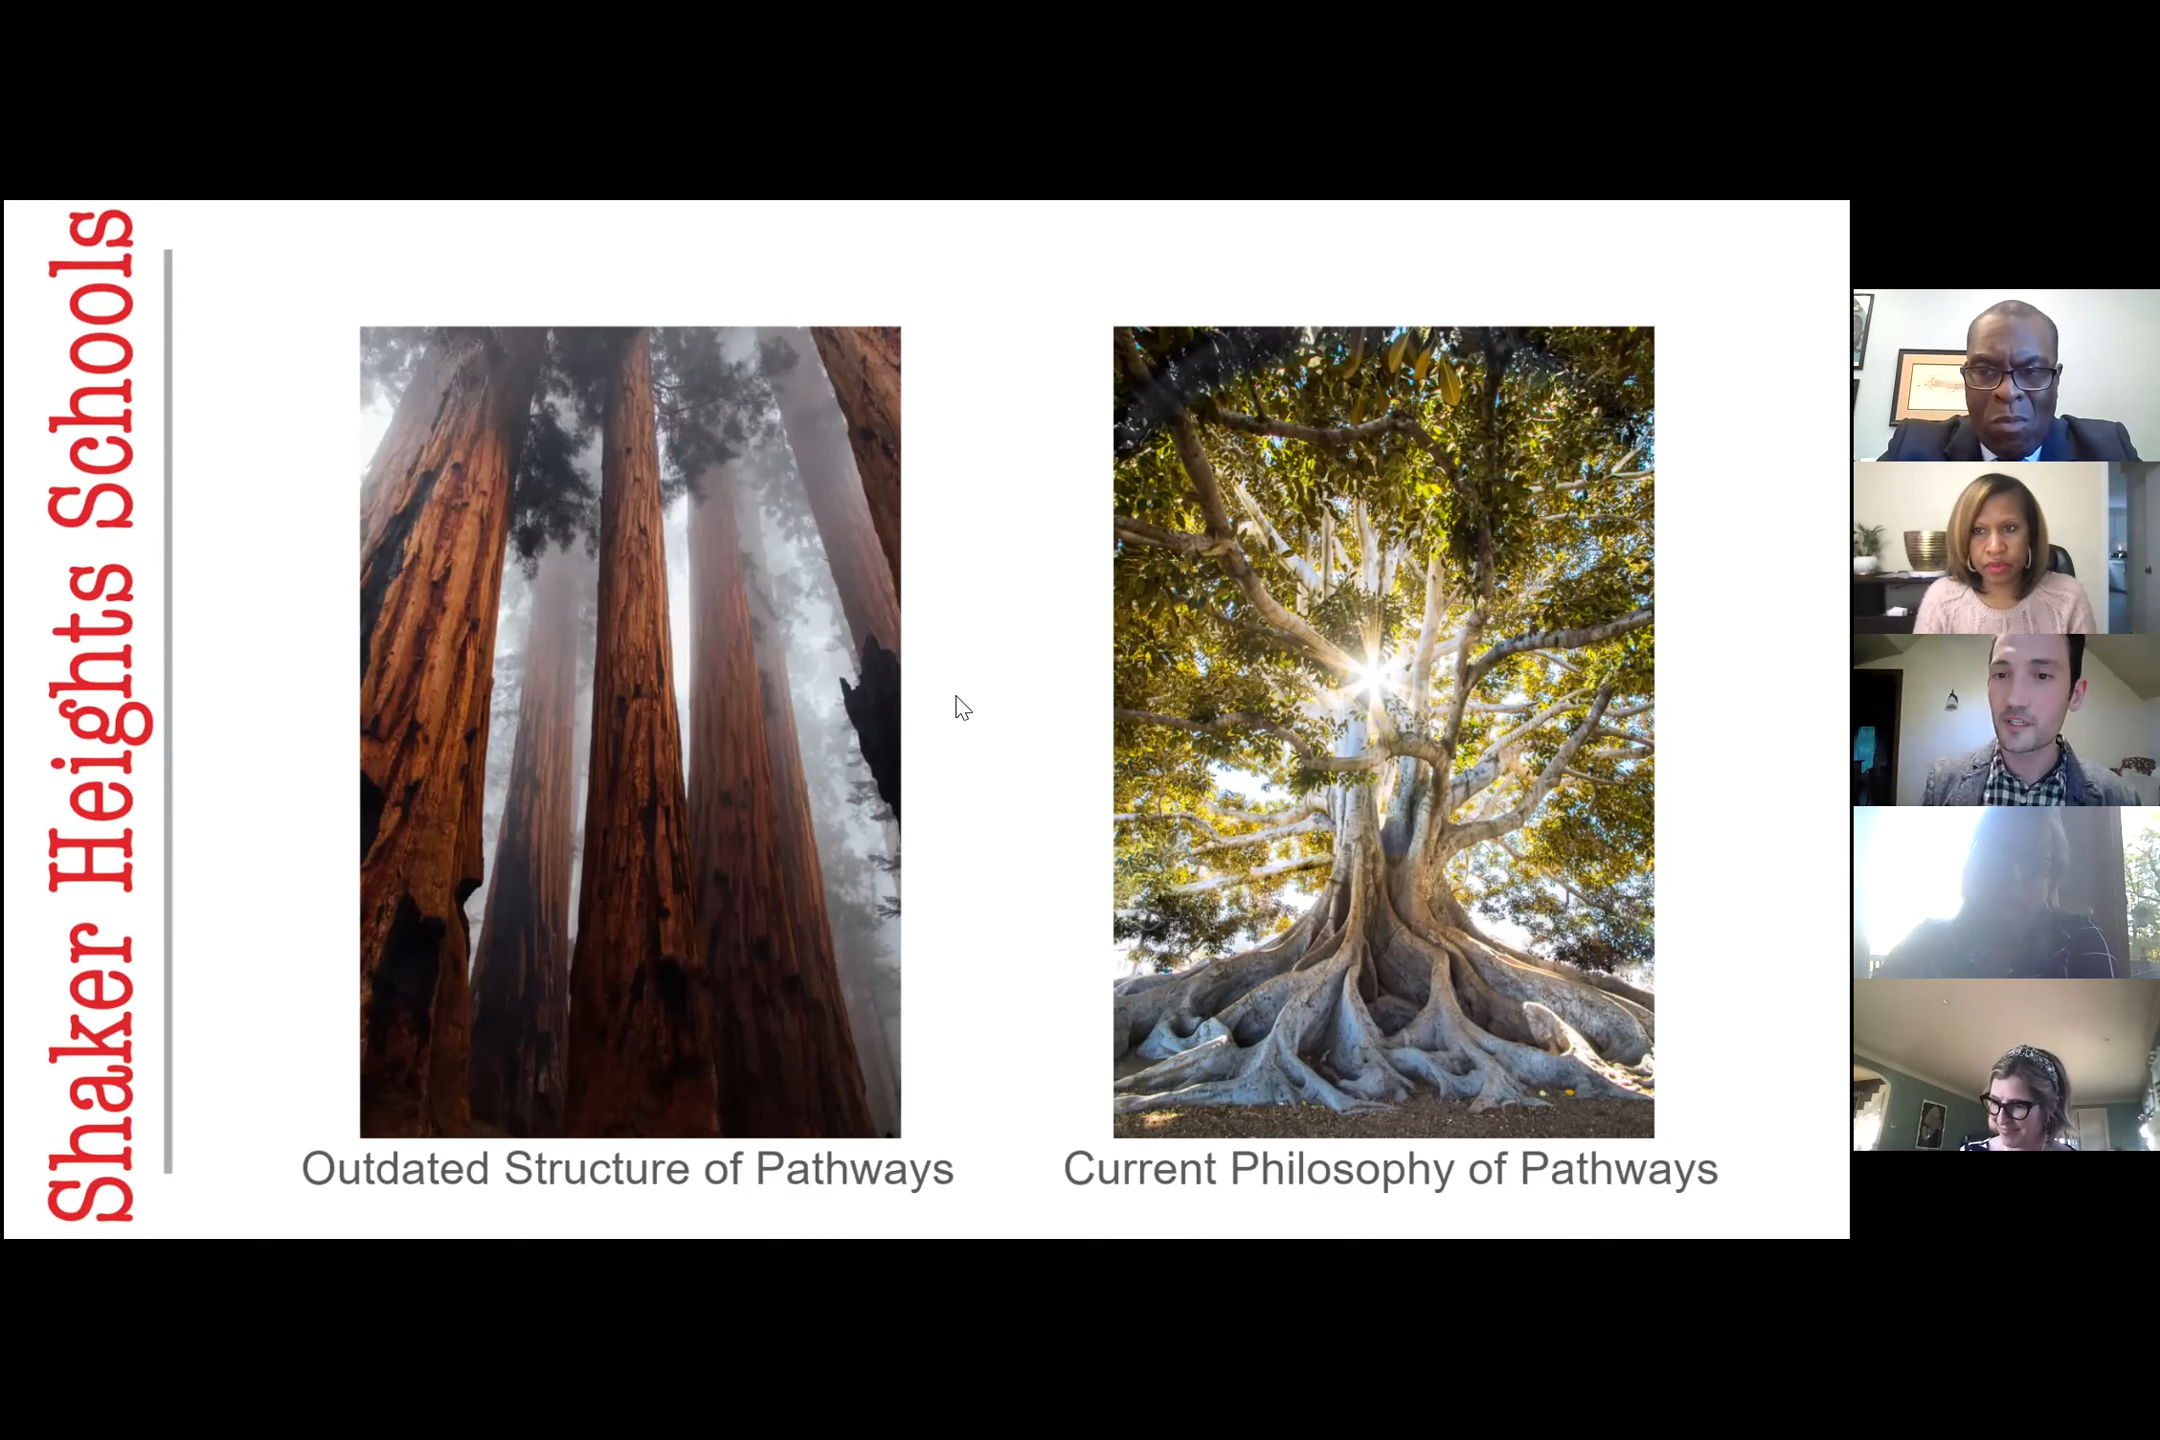 Shaker Heights Schools
Outdated Structure of Pathways
Current Philosophy of Pathways